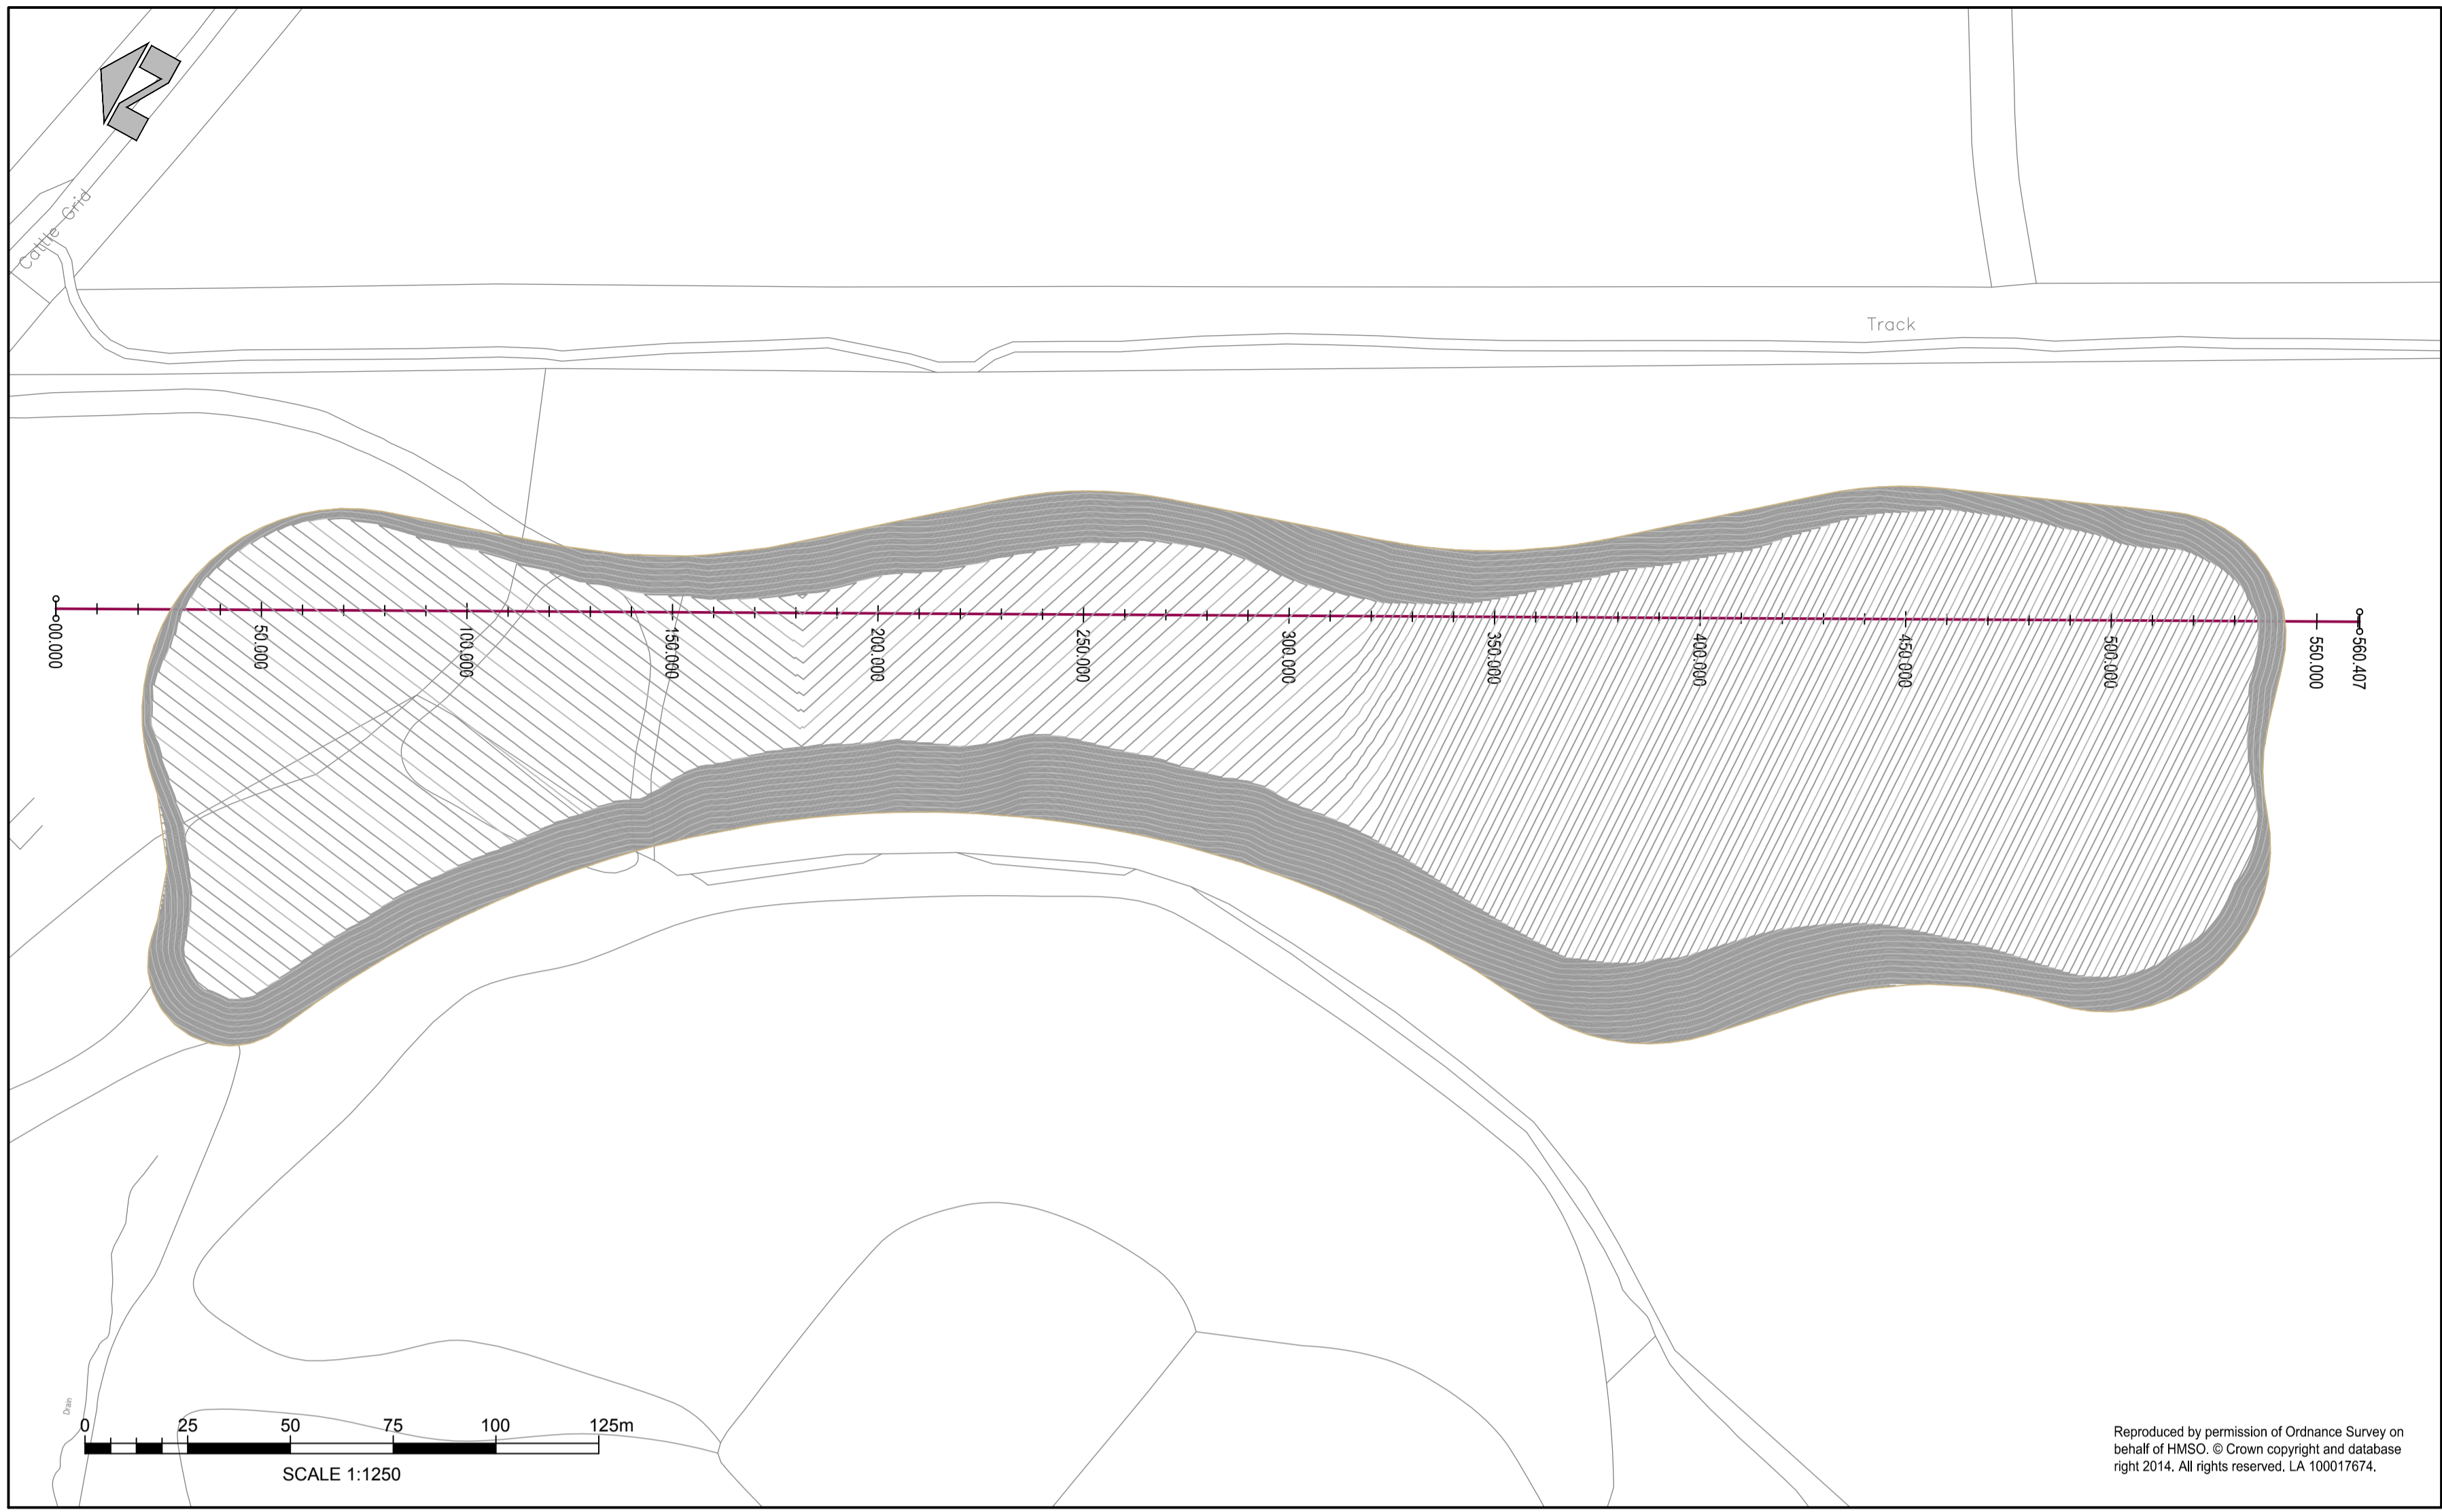 Cattle Grid
Track
00.000
50.000
100.000
150.000
200.000
250.000
300.000
350.000
400.000
450.000
500.000
550.000
560.407
Drain
0 25 50 75 100 125m
SCALE 1:1250
Reproduced by permission of Ordnance Survey on
behalf of HMSO. © Crown copyright and database
right 2014. All rights reserved. LA 100017674.